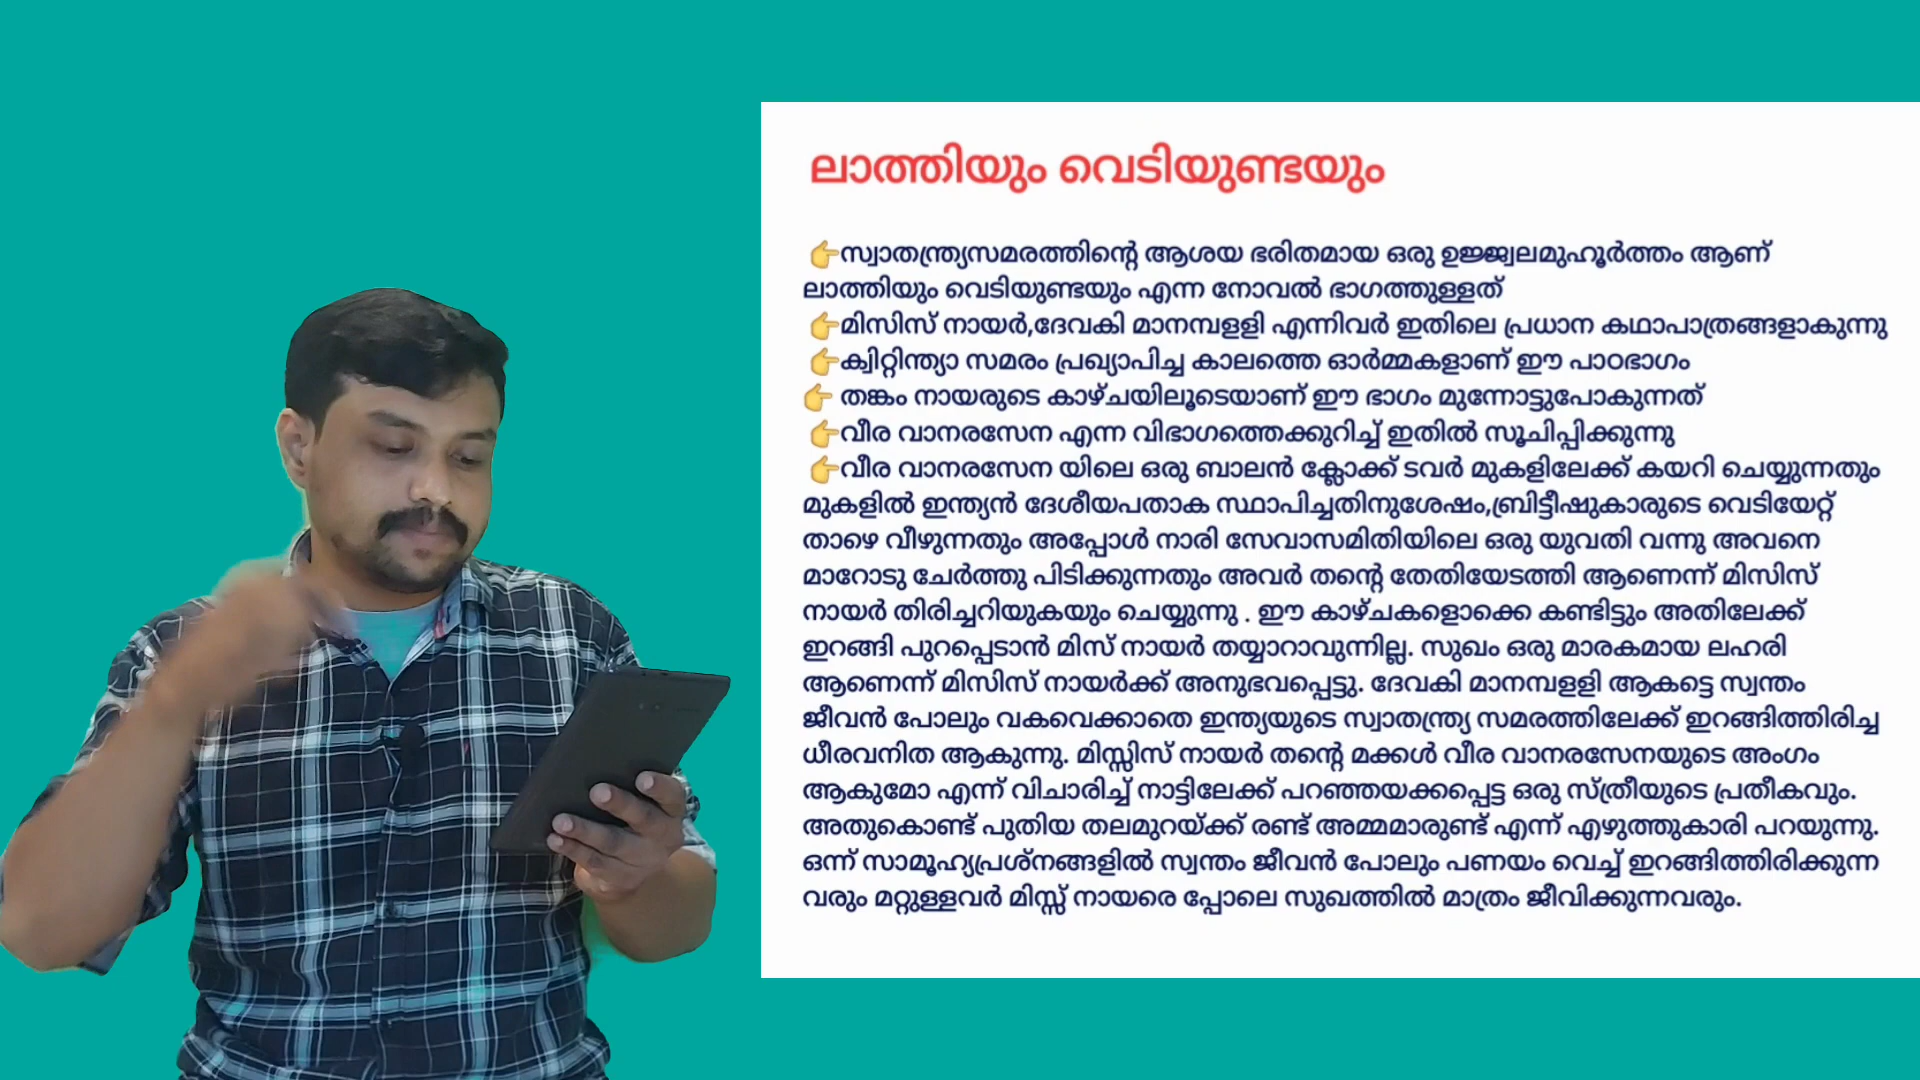 ലാത്തിയും വെടിയുണ്ടയും
👉സ്വാതന്ത്ര്യസമരത്തിന്റെ ആശയ ഭരിതമായ ഒരു ഉജ്ജ്വലമുഹൂർത്തം ആണ്
ലാത്തിയും വെടിയുണ്ടയും എന്ന നോവൽ ഭാഗത്തുള്ളത്
👉മിസിസ് നായർ,ദേവകി മാനമ്പളളി എന്നിവർ ഇതിലെ പ്രധാന കഥാപാത്രങ്ങളാകുന്നു
👉ക്വിറ്റിന്ത്യാ സമരം പ്രഖ്യാപിച്ച കാലത്തെ ഓർമ്മകളാണ് ഈ പാഠഭാഗം
👉 തങ്കം നായരുടെ കാഴ്ചയിലൂടെയാണ് ഈ ഭാഗം മുന്നോട്ടുപോകുന്നത്
👉വീര വാനരസേന എന്ന വിഭാഗത്തെക്കുറിച്ച് ഇതിൽ സൂചിപ്പിക്കുന്നു
👉വീര വാനരസേന യിലെ ഒരു ബാലൻ ക്ലോക്ക് ടവർ മുകളിലേക്ക് കയറി ചെയ്യുന്നതും
മുകളിൽ ഇന്ത്യൻ ദേശീയപതാക സ്ഥാപിച്ചതിനുശേഷം,ബ്രിട്ടീഷുകാരുടെ വെടിയേറ്റ്
താഴെ വീഴുന്നതും അപ്പോൾ നാരി സേവാസമിതിയിലെ ഒരു യുവതി വന്നു അവനെ
മാറോടു ചേർത്തു പിടിക്കുന്നതും അവർ തന്റെ തേതിയേടത്തി ആണെന്ന് മിസിസ്
നായർ തിരിച്ചറിയുകയും ചെയ്യുന്നു . ഈ കാഴ്ചകളൊക്കെ കണ്ടിട്ടും അതിലേക്ക്
ഇറങ്ങി പുറപ്പെടാൻ മിസ് നായർ തയ്യാറാവുന്നില്ല. സുഖം ഒരു മാരകമായ ലഹരി
ആണെന്ന് മിസിസ് നായർക്ക് അനുഭവപ്പെട്ടു. ദേവകി മാനമ്പളളി ആകട്ടെ സ്വന്തം
ജീവൻ പോലും വകവെക്കാതെ ഇന്ത്യയുടെ സ്വാതന്ത്ര്യ സമരത്തിലേക്ക് ഇറങ്ങിത്തിരിച്ച
ധീരവനിത ആകുന്നു. മിസ്സിസ് നായർ തന്റെ മക്കൾ വീര വാനരസേനയുടെ അംഗം
ആകുമോ എന്ന് വിചാരിച്ച് നാട്ടിലേക്ക് പറഞ്ഞയക്കപ്പെട്ട ഒരു സ്ത്രീയുടെ പ്രതീകവും.
അതുകൊണ്ട് പുതിയ തലമുറയ്ക്ക് രണ്ട് അമ്മമാരുണ്ട് എന്ന് എഴുത്തുകാരി പറയുന്നു.
ഒന്ന് സാമൂഹ്യപ്രശ്നങ്ങളിൽ സ്വന്തം ജീവൻ പോലും പണയം വെച്ച് ഇറങ്ങിത്തിരിക്കുന്ന
വരും മറ്റുള്ളവർ മിസ്സ് നായരെ പ്പോലെ സുഖത്തിൽ മാത്രം ജീവിക്കുന്നവരും.